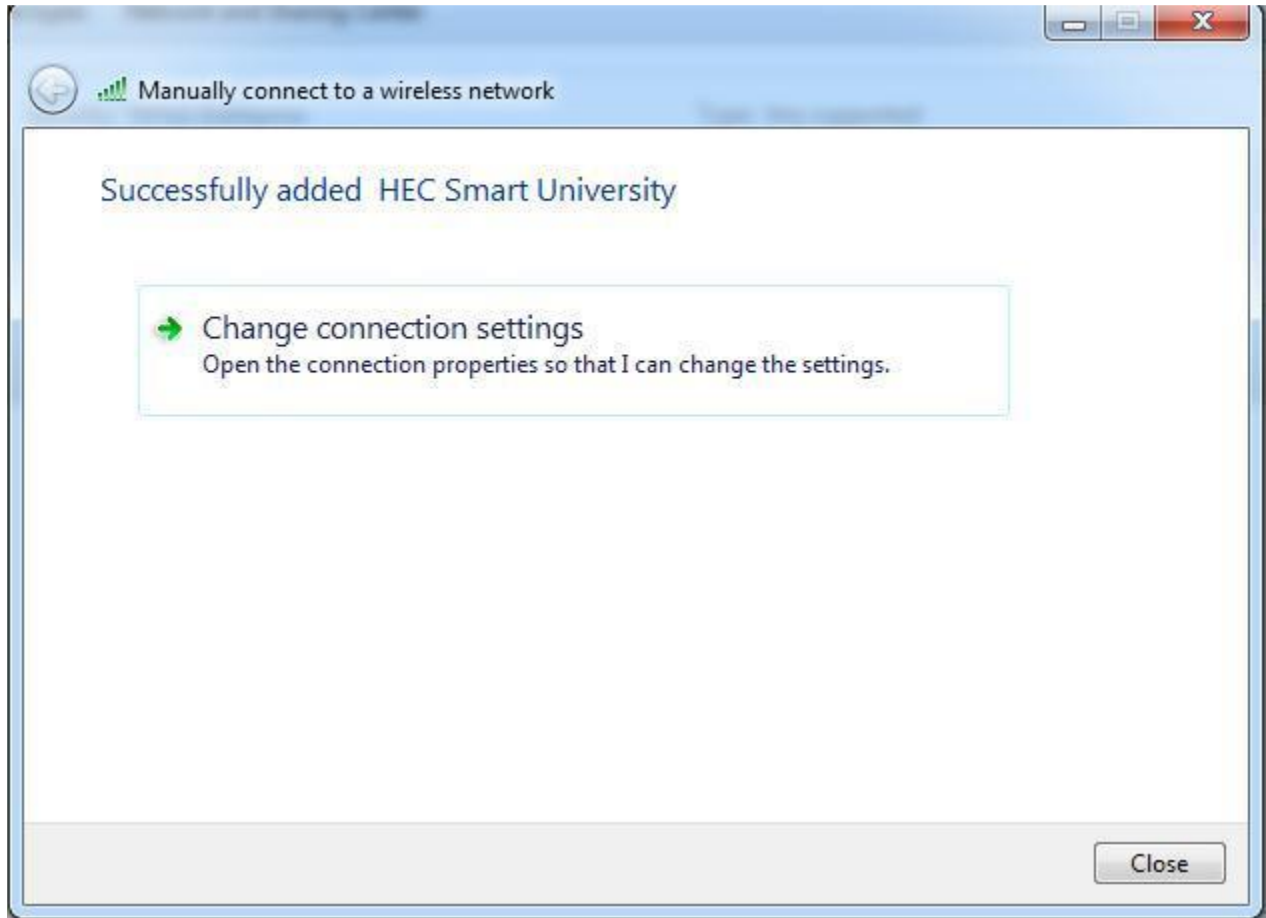 Manually connect to a wireless network
Successfully added HEC Smart University
Change connection settings
Open the connection properties so that I can change the settings.
Close